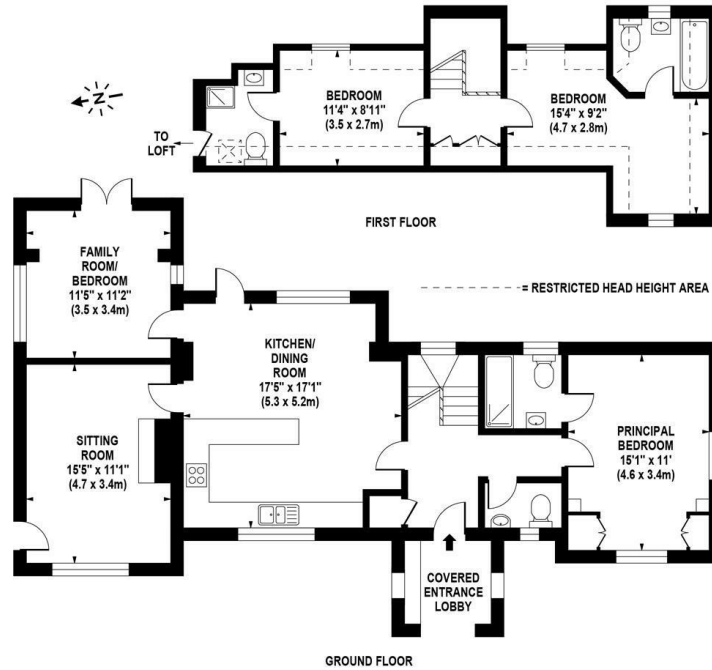 N
TO
LOFT
BEDROOM
11'4" x 8'11"
(3.5 x 2.7m)
BEDROOM
15'4" x 9'2"
(4.7 x 2.8m)
FIRST FLOOR
= RESTRICTED HEAD HEIGHT AREA
FAMILY
ROOM/
BEDROOM
11'5" x 11'2"
(3.5 x 3.4m)
KITCHEN/
DINING
ROOM
17'5" x 17'1"
(5.3 x 5.2m)
SITTING
ROOM
15'5" x 11'1"
(4.7 x 3.4m)
PRINCIPAL
BEDROOM
15'1" x 11'
(4.6 x 3.4m)
COVERED
ENTRANCE
LOBBY
GROUND FLOOR